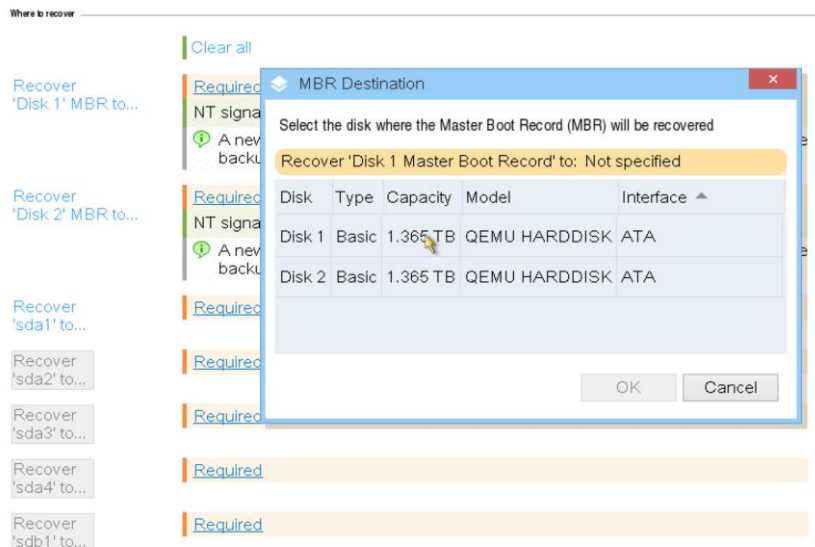 Where to recover
Clear all
Recover
'Disk 1' MBR to...
Required
NT signa
A new
backu
Recover
'Disk 2' MBR to...
Required
NT signa
A new
backu
Recover
'sda1' to...
Required
Recover
'sda2' to...
Required
Recover
'sda3' to...
Required
Recover
'sda4' to...
Required
Recover
'sdb1' to...
Required
MBR Destination
Select the disk where the Master Boot Record (MBR) will be recovered
Recover 'Disk 1 Master Boot Record' to: Not specified
Disk Type Capacity Model Interface
Disk 1 Basic 1.365 TB QEMU HARDDISK ATA
Disk 2 Basic 1.365 TB QEMU HARDDISK ATA
OK Cancel